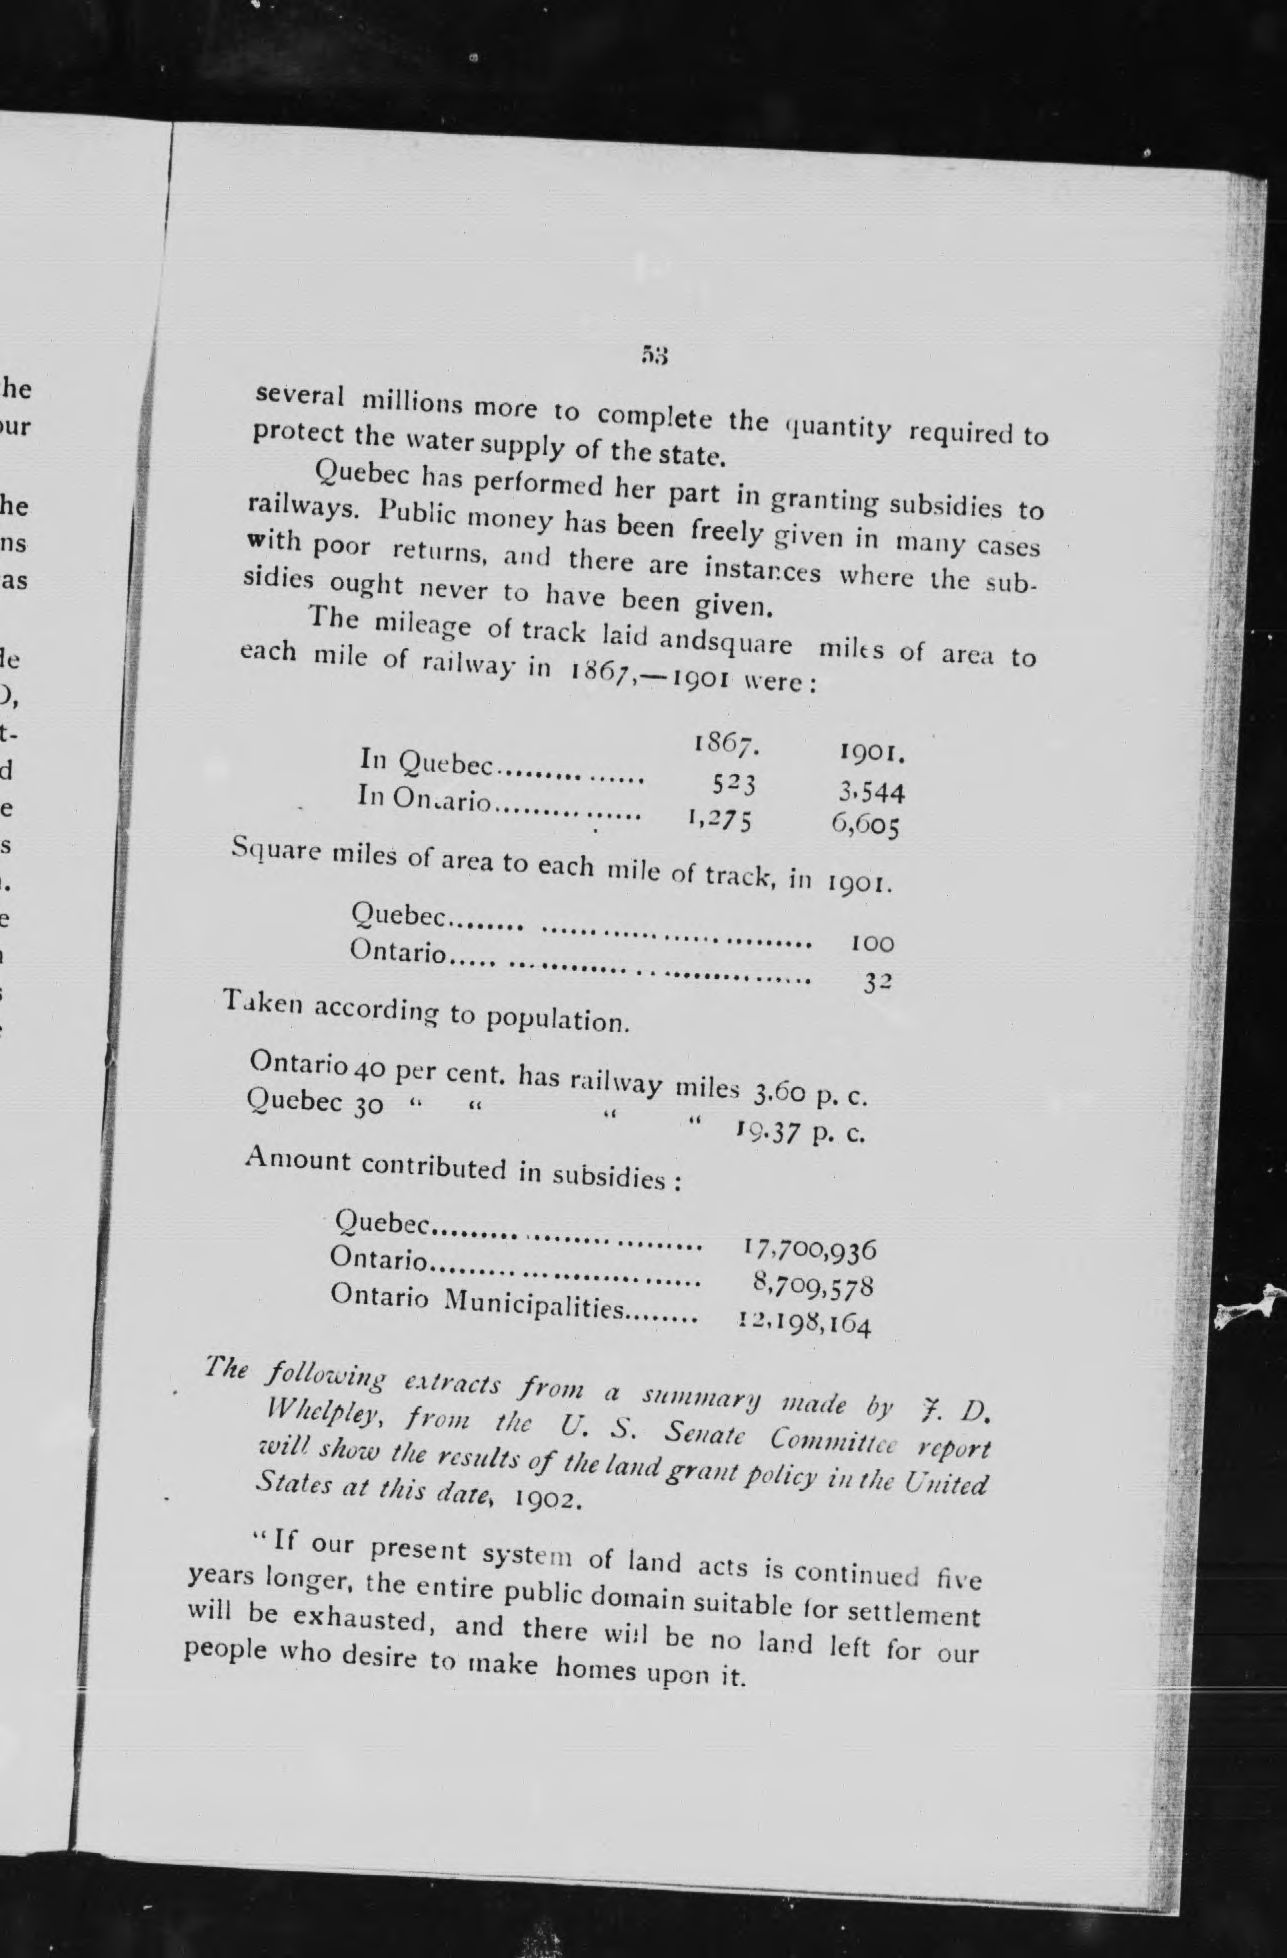 53
several millions more to complete the quantity required to
protect the water supply of the state.
Quebec has performed her part in granting subsidies to
railways. Public money has been freely given in many cases
with poor returns, and there are instances where the sub-
sidies ought never to have been given.
The mileage of track laid andsquare miles of area to
each mile of railway in 1867,—1901 were :
1867. 1901.
In Quebec................ 523 3,544
In Ontario................ 1,275 6,605
Square miles of area to each mile of track, in 1901.
Quebec........ .............................. 100
Ontario..... .................................. 32
Taken according to population.
Ontario 40 per cent. has railway miles 3.60 p. c.
Quebec 30 “ “ “ “ 19.37 p. c.
Amount contributed in subsidies :
Quebec............................ 17,700,936
Ontario............................ 8,709,578
Ontario Municipalities........ 12,198,164
The following extracts from a summary made by J. D.
Whelpley, from the U. S. Senate Committee report
will show the results of the land grant policy in the United
States at this date, 1902.
“If our present system of land acts is continued five
years longer, the entire public domain suitable for settlement
will be exhausted, and there will be no land left for our
people who desire to make homes upon it.
he
our
he
ns
as
le
),
t-
d
e
s
.
e